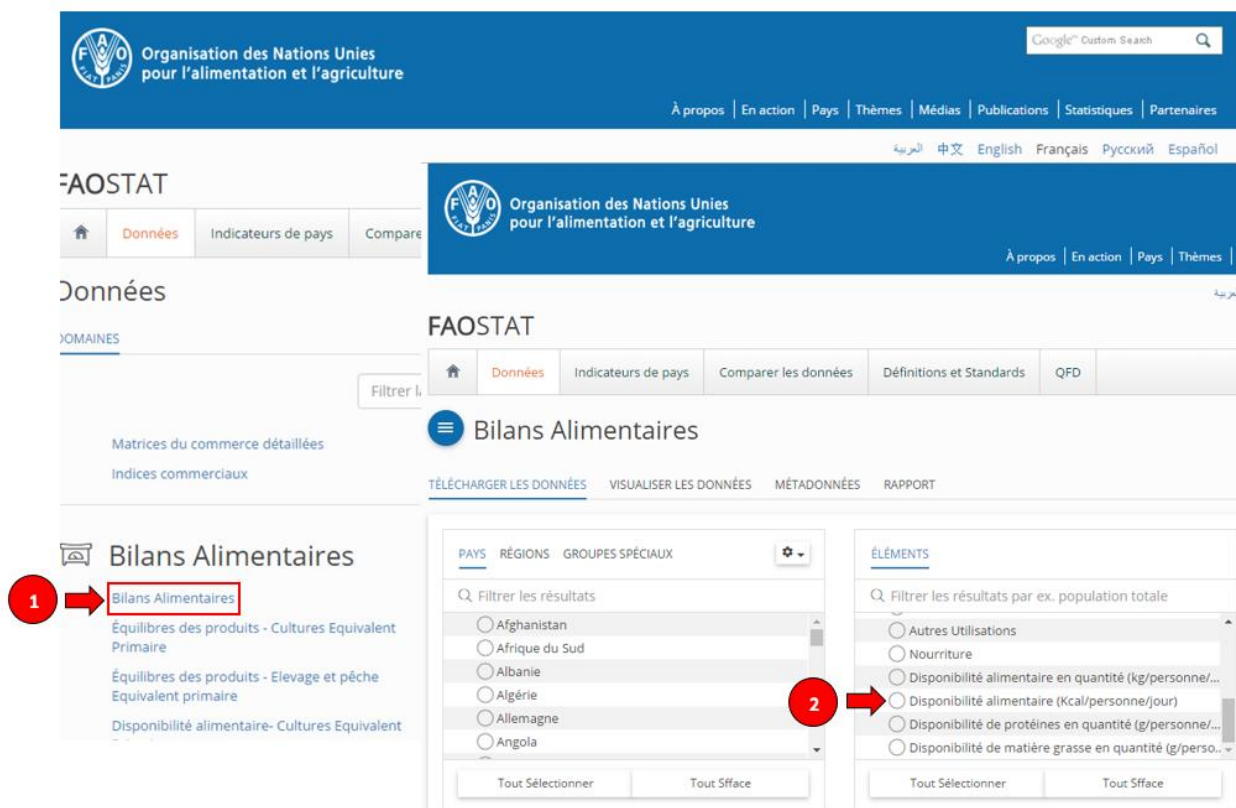 Organisation des Nations Unies
pour l'alimentation et l'agriculture
Google™ Custom Search
À propos | En action | Pays | Thèmes | Médias | Publications | Statistiques | Partenaires
العربية 中文 English Français Русский Español
FAOSTAT
Données Indicateurs de pays Compare
Données
DOMAINES
Filtrer
Matrices du commerce détaillées
Indices commerciaux
Bilans Alimentaires
1
Bilans Alimentaires
Équilibres des produits - Cultures Equivalent
Primaire
Équilibres des produits - Elevage et pêche
Equivalent primaire
Disponibilité alimentaire- Cultures Equivalent
Organisation des Nations Unies
pour l'alimentation et l'agriculture
À propos | En action | Pays | Thèmes |
FAOSTAT
Données Indicateurs de pays Comparer les données Définitions et Standards QFD
Bilans Alimentaires
TÉLÉCHARGER LES DONNÉES VISUALISER LES DONNÉES MÉTADONNÉES RAPPORT
PAYS RÉGIONS GROUPES SPÉCIAUX
Filtrer les résultats
Afghanistan
Afrique du Sud
Albanie
Algérie
Allemagne
Angola
Tout Sélectionner Tout Sfface
ÉLÉMENTS
Filtrer les résultats par ex. population totale
Autres Utilisations
Nourriture
Disponibilité alimentaire en quantité (kg/personne/...
2
Disponibilité alimentaire (Kcal/personne/jour)
Disponibilité de protéines en quantité (g/personne/...
Disponibilité de matière grasse en quantité (g/perso...
Tout Sélectionner Tout Sfface